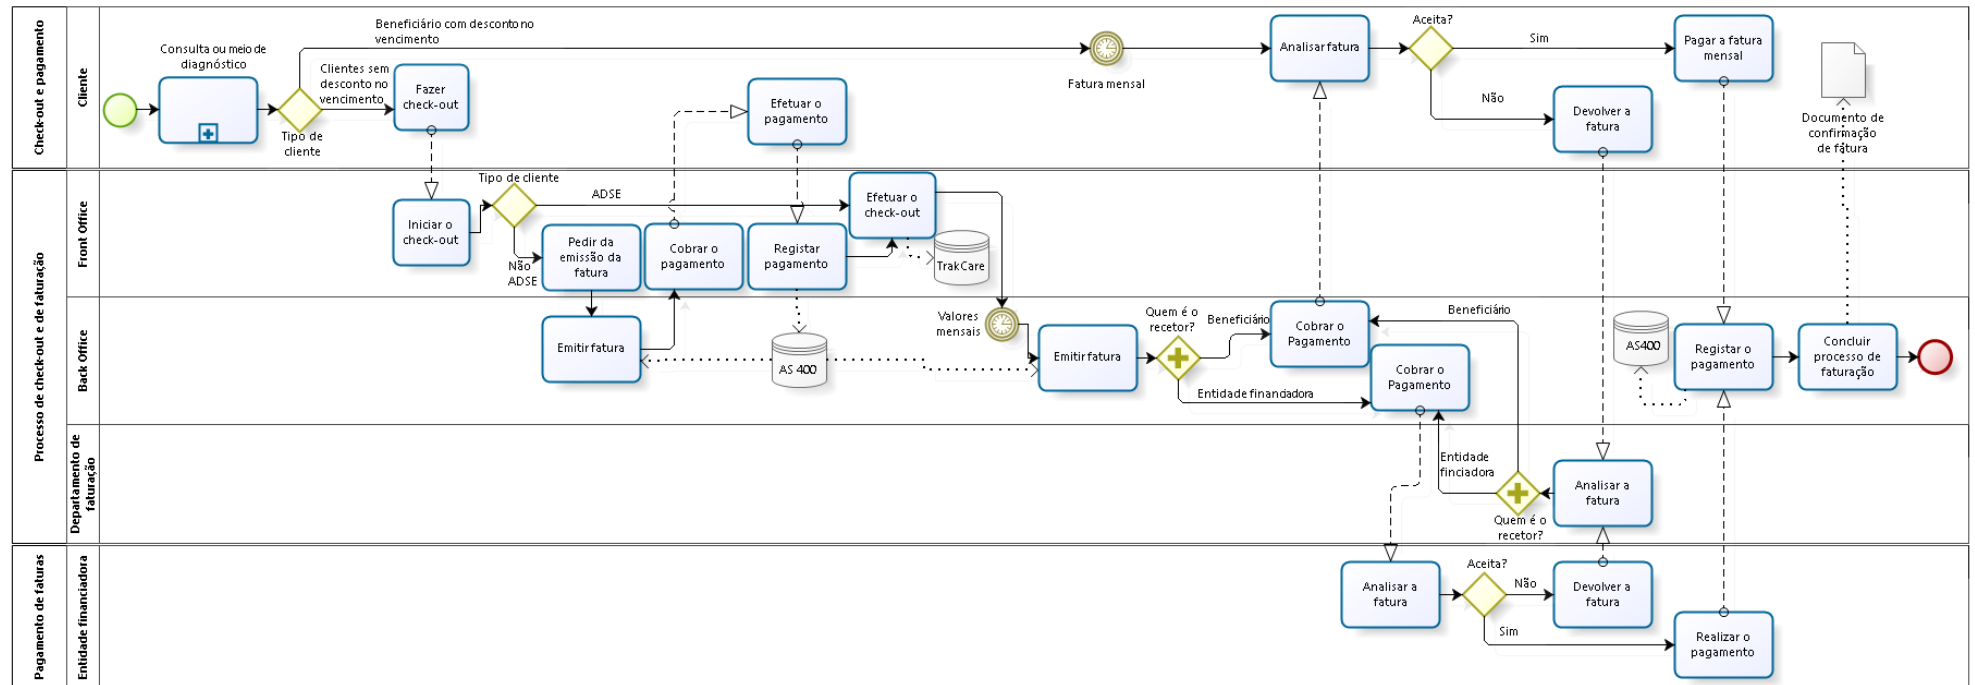 Check-out e pagamento
Cliente
Consulta ou meio de
diagnóstico
Tipo de
cliente
Beneficiário com desconto no
vencimento
Clientes sem
desconto no
vencimento
Fazer
check-out
Efetuar o
pagamento
Fatura mensal
Analisar fatura
Aceita?
Sim
Não
Devolver a
fatura
Pagar a fatura
mensal
Documento de
confirmação
de fatura
Processo de check-out e de faturação
Front Office
Iniciar o
check-out
Tipo de cliente
ADSE
Não
ADSE
Pedir da
emissão da
fatura
Cobrar o
pagamento
Registar
pagamento
Efetuar o
check-out
TrakCare
Back Office
Emitir fatura
AS 400
Valores
mensais
Emitir fatura
Quem é o
recetor?
Beneficiário
Entidade financiadora
Cobrar o
Pagamento
Cobrar o
Pagamento
Beneficiário
AS400
Registar o
pagamento
Concluir
processo de
faturação
Departamento de
faturação
Entidade
finciadora
Quem é o
recetor?
Analisar a
fatura
Pagamento de faturas
Entidade financiadora
Analisar a
fatura
Aceita?
Não
Sim
Devolver a
fatura
Realizar o
pagamento